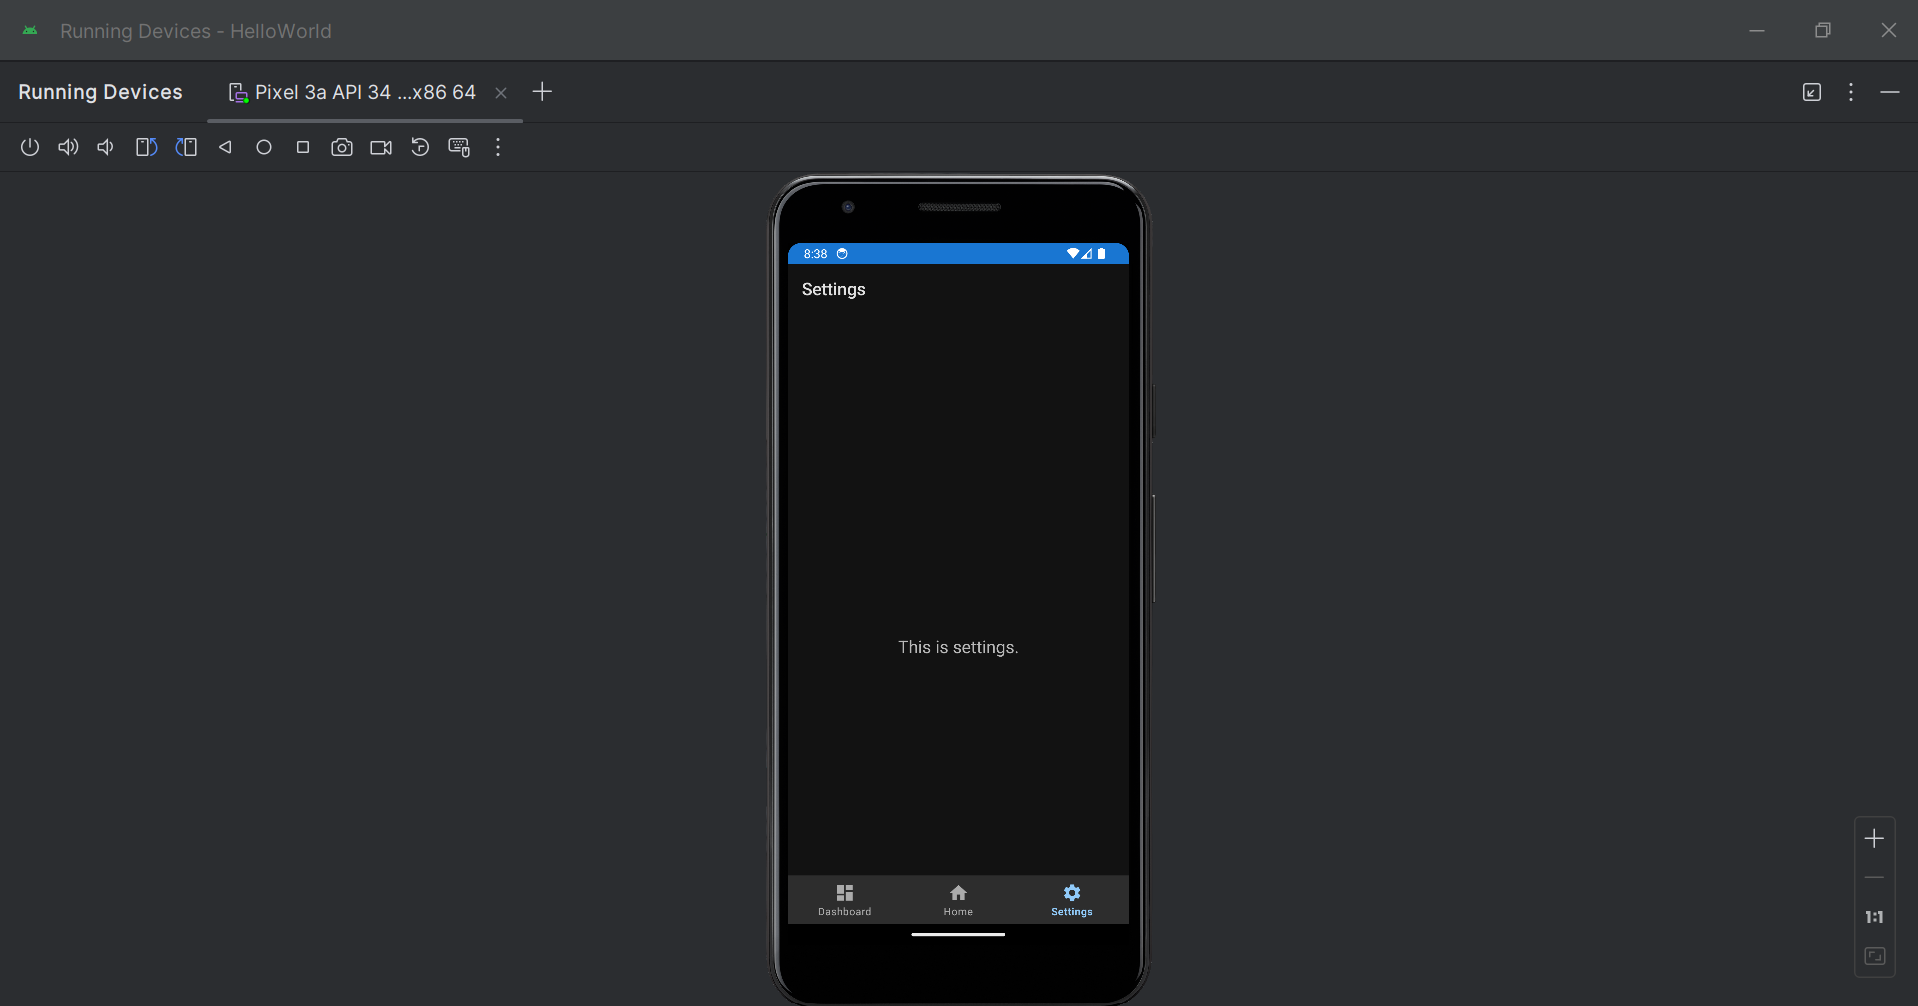 Running Devices - HelloWorld
Running Devices
Pixel 3a API 34 ...x86 64
8:38
Settings
This is settings.
Dashboard
Home
Settings
1:1